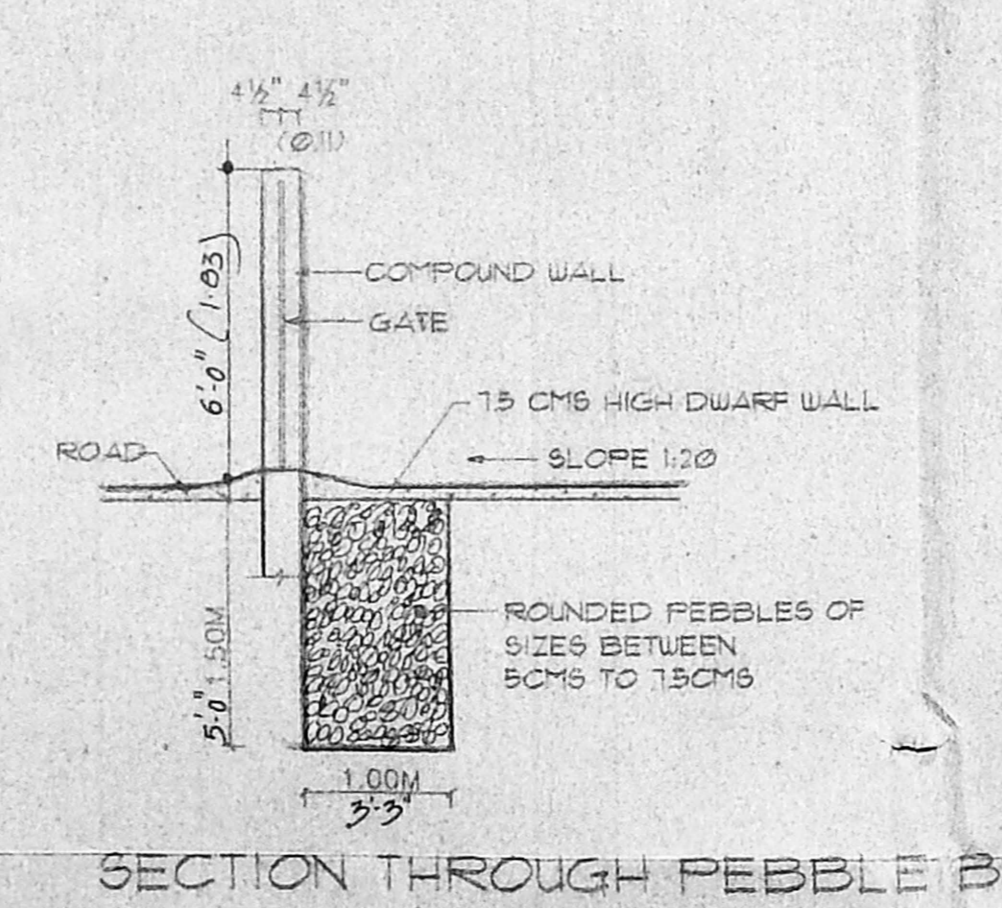 4½" 4½"
(0.11)
6'-0" (1.83)
COMPOUND WALL
GATE
7.5 CMS HIGH DWARF WALL
ROAD
SLOPE 1:20
5'-0" 1.50M
ROUNDED PEBBLES OF
SIZES BETWEEN
5CMS TO 7.5CMS
1.00M
3'-3"
SECTION THROUGH PEBBLE B